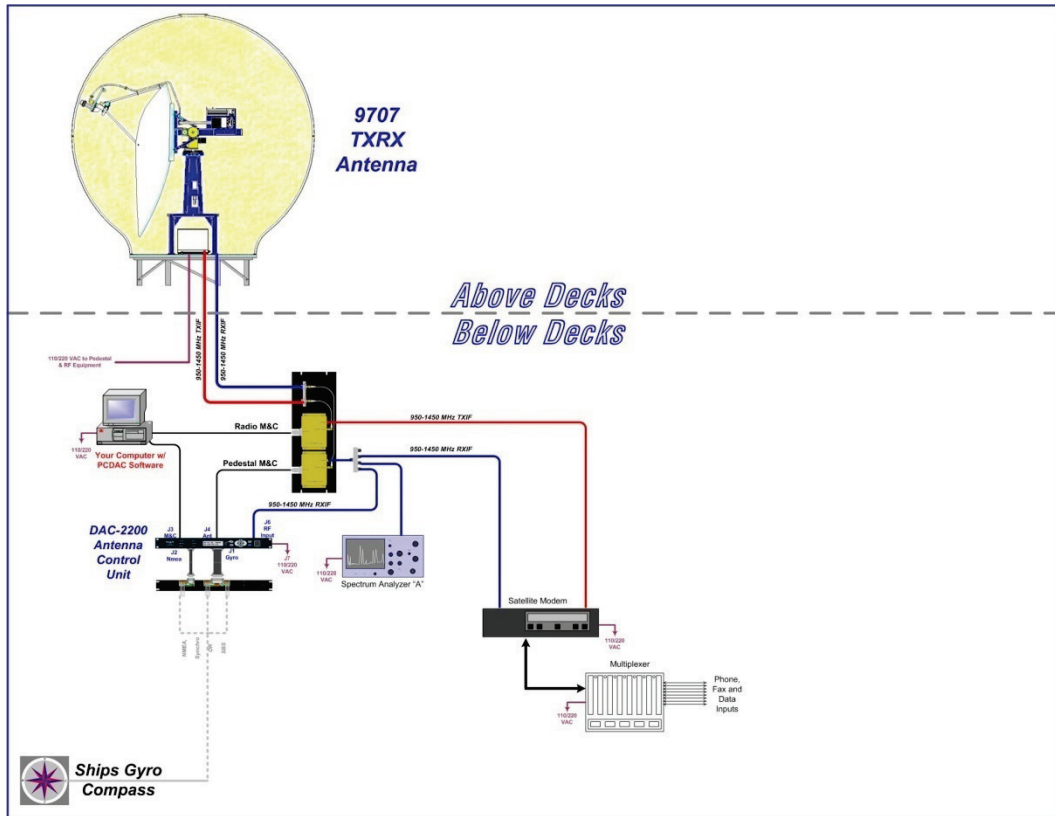 9707
TXRX
Antenna
Above Decks
Below Decks
110/220 VAC to Pedestal
& RF Equipment
950-1450 MHz TXIF
950-1450 MHz RXIF
110/220
VAC
Your Computer w/
PCDAC Software
Radio M&C
Pedestal M&C
950-1450 MHz TXIF
950-1450 MHz RXIF
950-1450 MHz RXIF
DAC-2200
Antenna
Control
Unit
J3
M&C
J4
Ant
J6
RF
Input
J2
Nmea
J1
Gyro
J7
110/220
VAC
110/220
VAC
Spectrum Analyzer "A"
NMEA,
Synchro
OR
SBS
Satellite Modem
110/220
VAC
Multiplexer
110/220
VAC
Phone,
Fax and
Data
Inputs
Ships Gyro
Compass